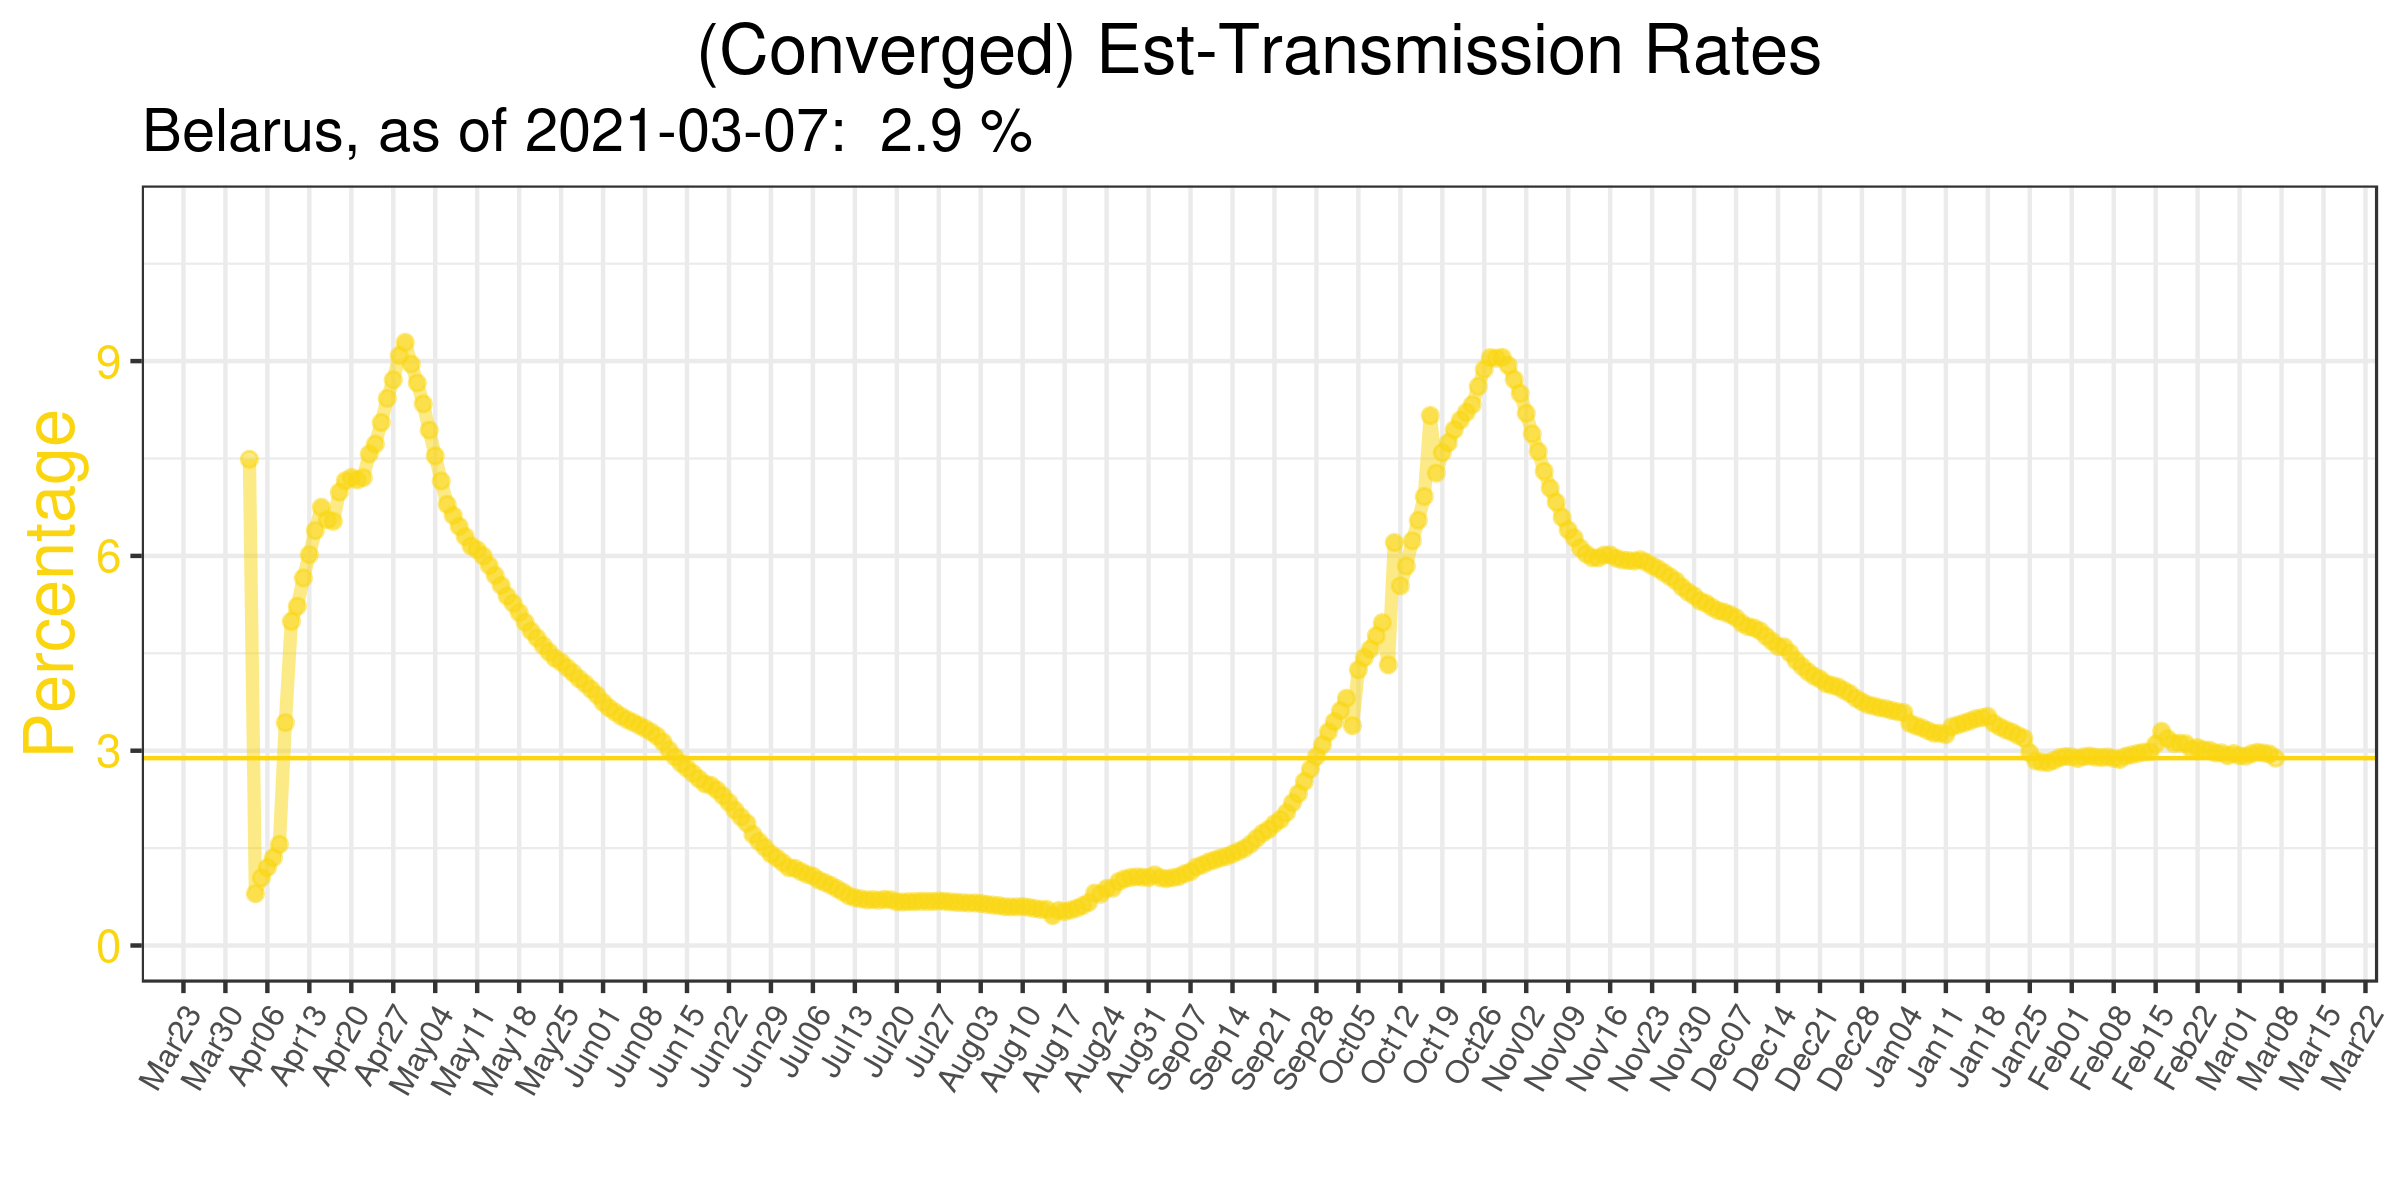 (Converged) Est-Transmission Rates
Belarus, as of 2021-03-07:  2.9 %
Percentage
9
6
3
0
Mar23
Mar30
Apr06
Apr13
Apr20
Apr27
May04
May11
May18
May25
Jun01
Jun08
Jun15
Jun22
Jun29
Jul06
Jul13
Jul20
Jul27
Aug03
Aug10
Aug17
Aug24
Aug31
Sep07
Sep14
Sep21
Sep28
Oct05
Oct12
Oct19
Oct26
Nov02
Nov09
Nov16
Nov23
Nov30
Dec07
Dec14
Dec21
Dec28
Jan04
Jan11
Jan18
Jan25
Feb01
Feb08
Feb15
Feb22
Mar01
Mar08
Mar15
Mar22